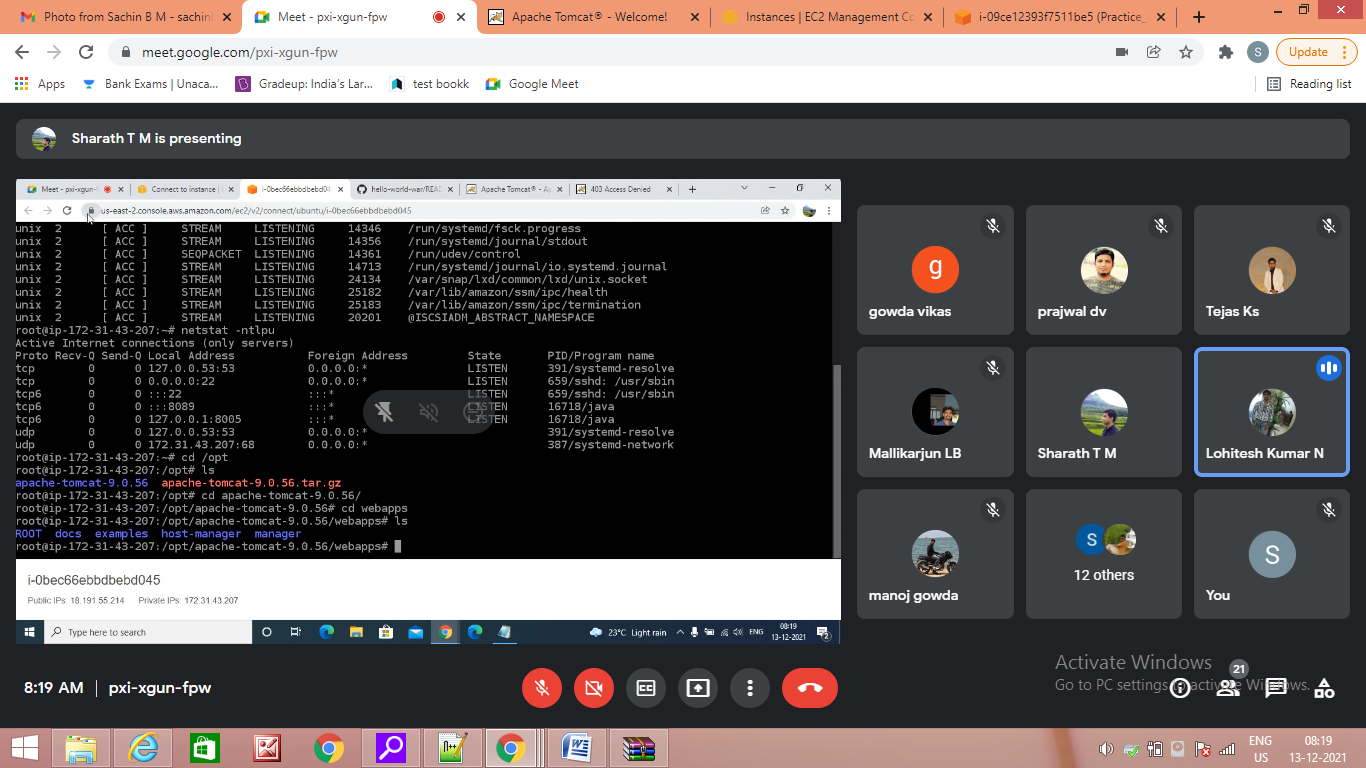 Photo from Sachin B M - sachinl
Meet - pxi-xgun-fpw
Apache Tomcat® - Welcome!
Instances | EC2 Management Co
i-09ce12393f7511be5 (Practice_
meet.google.com/pxi-xgun-fpw
S
Update
Apps
Bank Exams | Unaca...
Gradeup: India's Lar...
test bookk
Google Meet
Reading list
Sharath T M is presenting
Meet - pxi-xgun-f
Connect to instance |
i-0bec66ebbdbebd04
hello-world-war/REA
Apache Tomcat® - Ap
403 Access Denied
us-east-2.console.aws.amazon.com/ec2/v2/connect/ubuntu/i-0bec66ebbdbebd045
unix 2 [ ACC ] STREAM LISTENING 14346 /run/systemd/fsck.progress
unix 2 [ ACC ] STREAM LISTENING 14356 /run/systemd/journal/stdout
unix 2 [ ACC ] SEQPACKET LISTENING 14361 /run/udev/control
unix 2 [ ACC ] STREAM LISTENING 14713 /run/systemd/journal/io.systemd.journal
unix 2 [ ACC ] STREAM LISTENING 24134 /var/snap/lxd/common/lxd/unix.socket
unix 2 [ ACC ] STREAM LISTENING 25182 /var/lib/amazon/ssm/ipc/health
unix 2 [ ACC ] STREAM LISTENING 25183 /var/lib/amazon/ssm/ipc/termination
unix 2 [ ACC ] STREAM LISTENING 20201 @ISCSIADM_ABSTRACT_NAMESPACE
root@ip-172-31-43-207:~# netstat -ntlpu
Active Internet connections (only servers)
Proto Recv-Q Send-Q Local Address Foreign Address State PID/Program name
tcp 0 0 127.0.0.53:53 0.0.0.0:* LISTEN 391/systemd-resolve
tcp 0 0 0.0.0.0:22 0.0.0.0:* LISTEN 659/sshd: /usr/sbin
tcp6 0 0 :::22 :::* LISTEN 659/sshd: /usr/sbin
tcp6 0 0 :::8089 :::* LISTEN 16718/java
tcp6 0 0 127.0.0.1:8005 :::* LISTEN 16718/java
udp 0 0 127.0.0.53:53 0.0.0.0:* 391/systemd-resolve
udp 0 0 172.31.43.207:68 0.0.0.0:* 387/systemd-network
root@ip-172-31-43-207:~# cd /opt
root@ip-172-31-43-207:/opt# ls
apache-tomcat-9.0.56 apache-tomcat-9.0.56.tar.gz
root@ip-172-31-43-207:/opt# cd apache-tomcat-9.0.56/
root@ip-172-31-43-207:/opt/apache-tomcat-9.0.56# cd webapps
root@ip-172-31-43-207:/opt/apache-tomcat-9.0.56/webapps# ls
ROOT docs examples host-manager manager
root@ip-172-31-43-207:/opt/apache-tomcat-9.0.56/webapps#
i-0bec66ebbdbebd045
Public IPs: 18.191.55.214 Private IPs: 172.31.43.207
Type here to search
23°C Light rain
ENG
08:19
13-12-2021
2
g
gowda vikas
prajwal dv
Tejas Ks
Mallikarjun LB
Sharath T M
Lohitesh Kumar N
manoj gowda
S
12 others
S
You
8:19 AM | pxi-xgun-fpw
Activate Windows
Go to PC settings to activate Windows.
21
ENG
US
08:19
13-12-2021